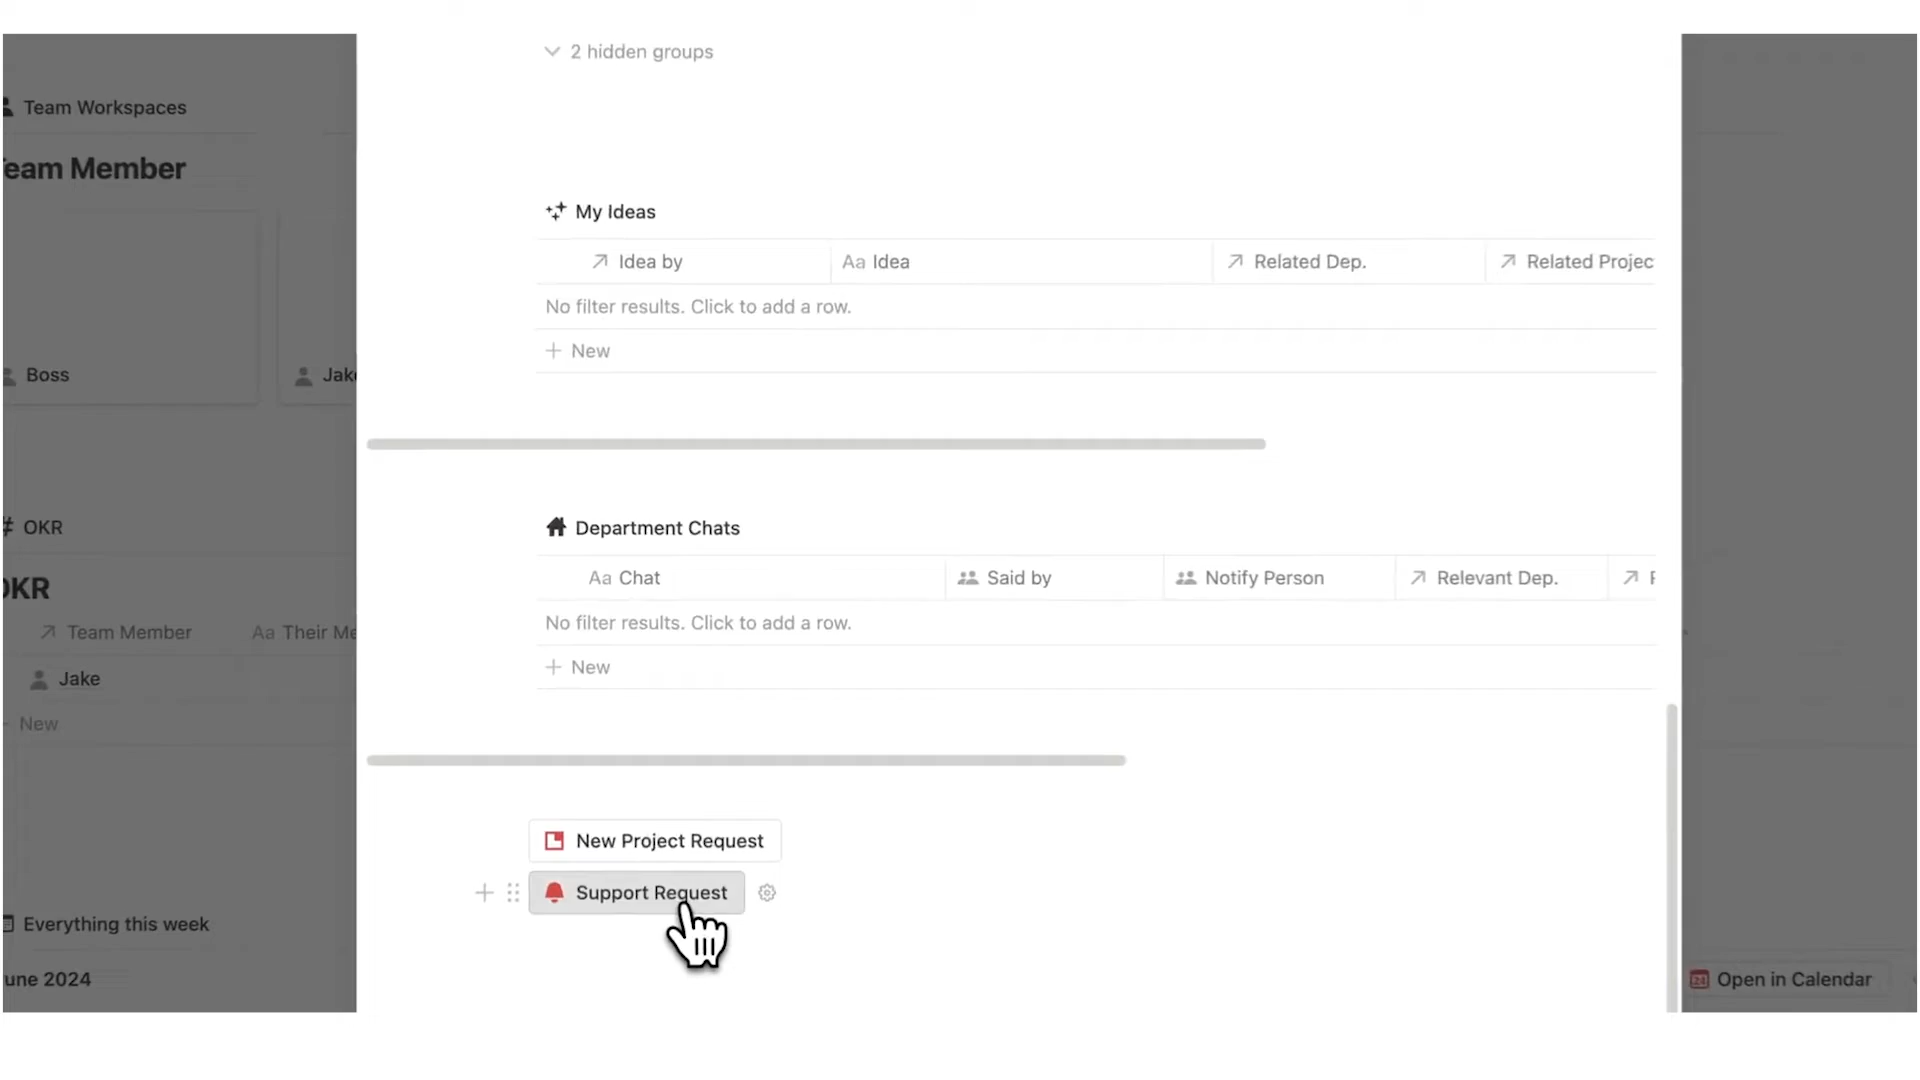 2 hidden groups
Team Workspaces
Team Member
My Ideas
Idea by
Aa Idea
Related Dep.
Related Projec
No filter results. Click to add a row.
+ New
Boss
Jake
OKR
Department Chats
Aa Chat
Said by
Notify Person
Relevant Dep.
OKR
No filter results. Click to add a row.
Team Member
Aa Their Me
Jake
+ New
New
New Project Request
Support Request
Everything this week
une 2024
24
Open in Calendar